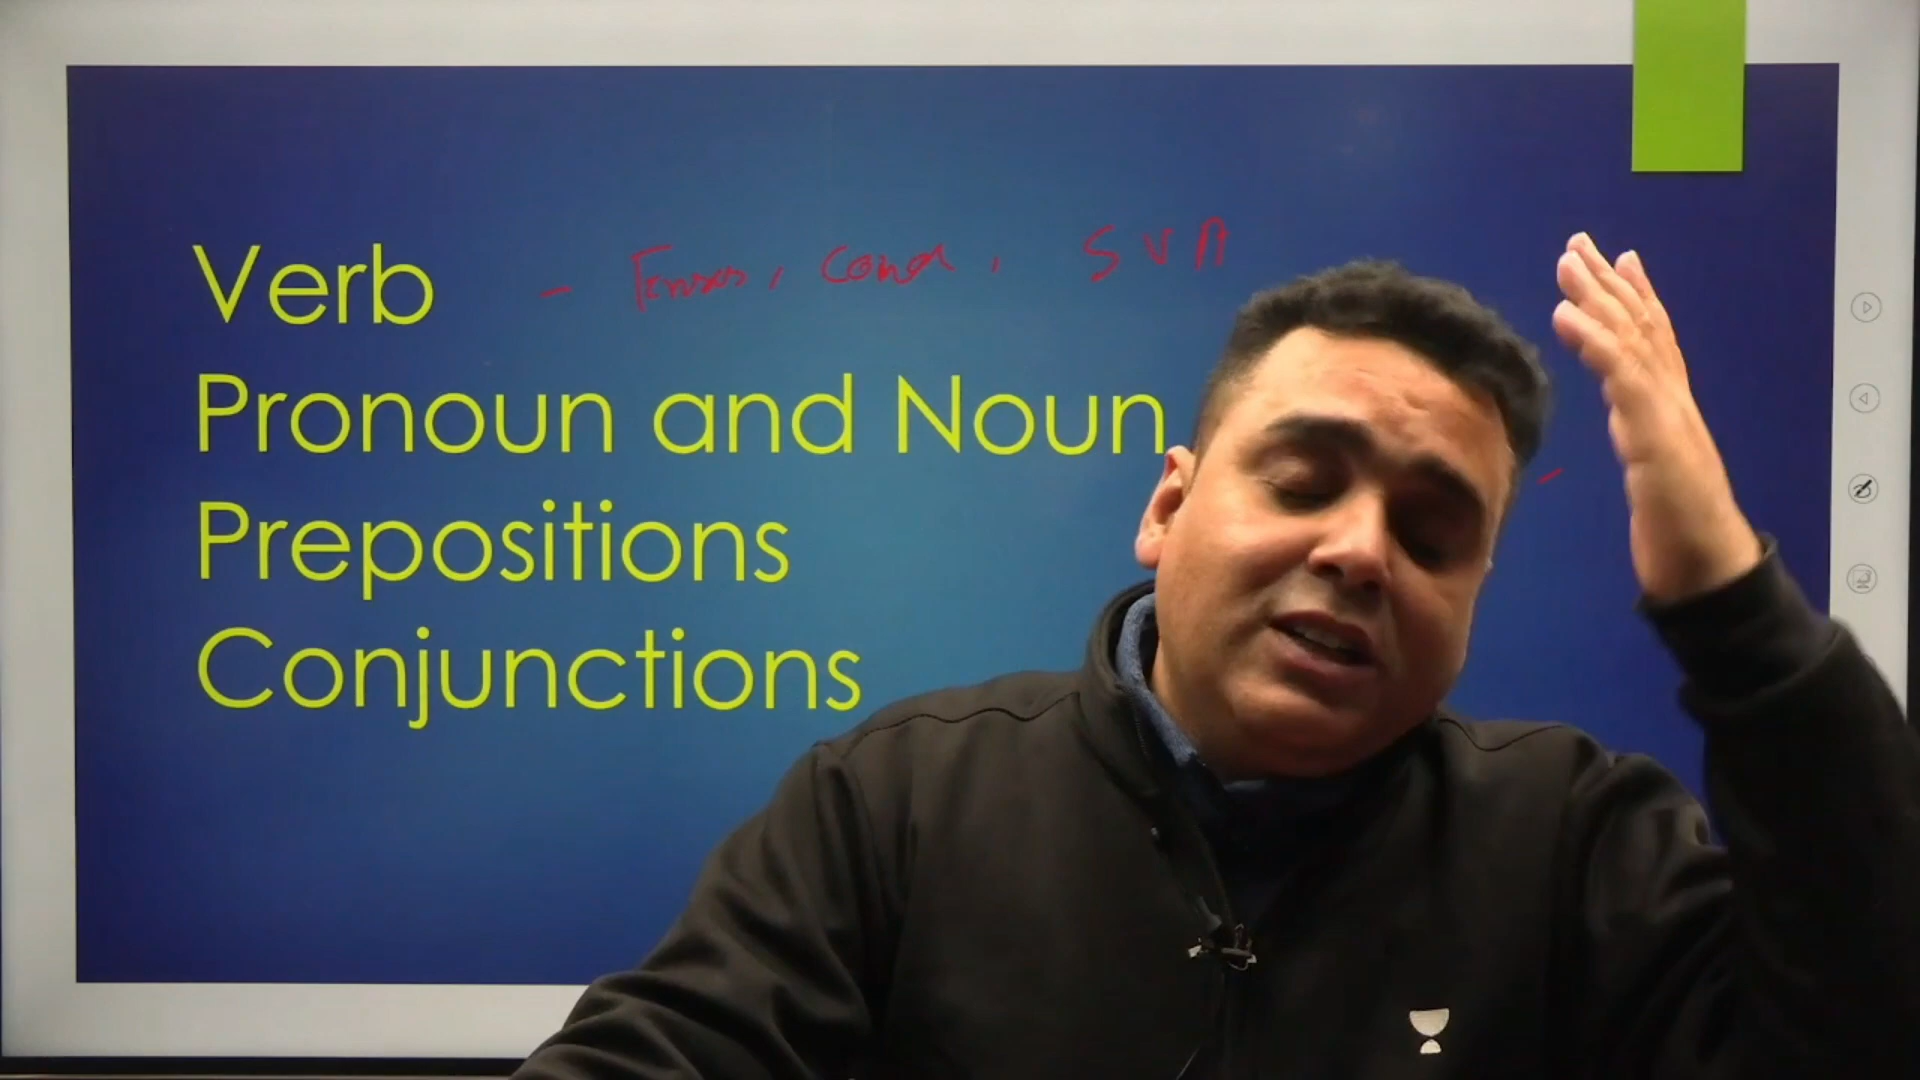 Verb - Tenses, Cond, SVA
Pronoun and Noun
Prepositions
Conjunctions